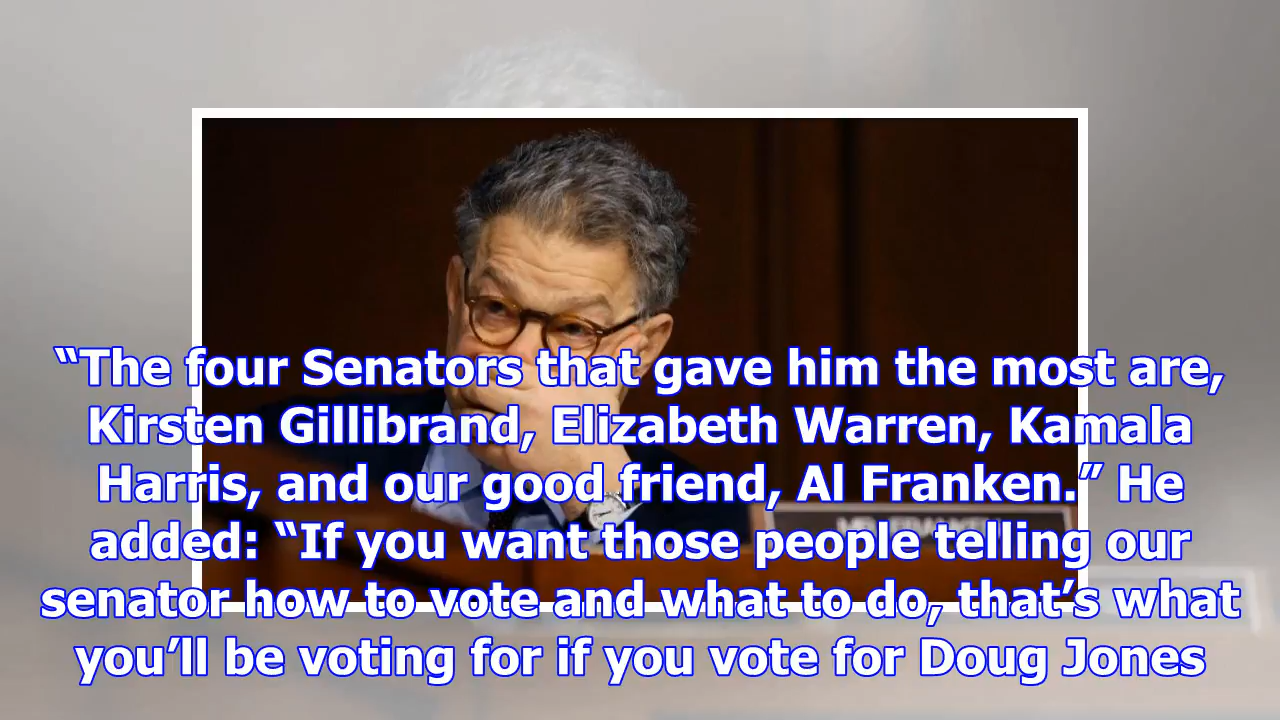 “The four Senators that gave him the most are,
Kirsten Gillibrand, Elizabeth Warren, Kamala
Harris, and our good friend, Al Franken.” He
added: “If you want those people telling our
senator how to vote and what to do, that’s what
you’ll be voting for if you vote for Doug Jones